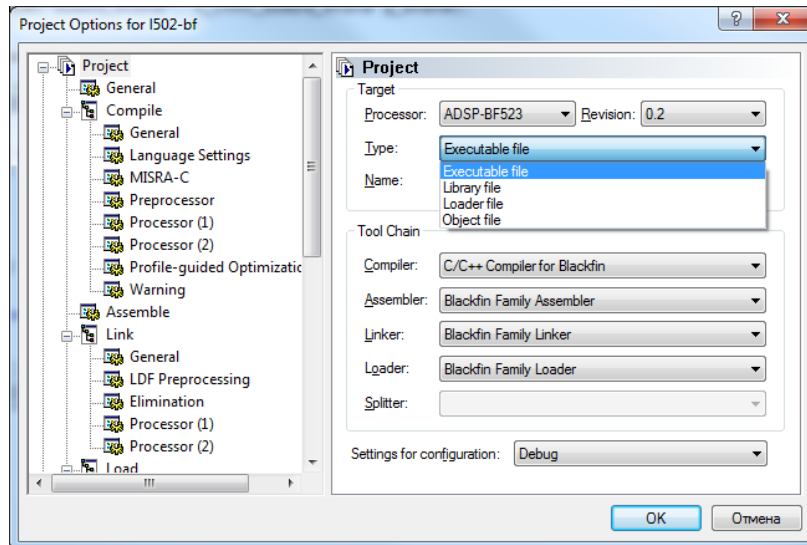 Project Options for l502-bf
Project
General
Compile
General
Language Settings
MISRA-C
Preprocessor
Processor (1)
Processor (2)
Profile-guided Optimizatic
Warning
Assemble
Link
General
LDF Preprocessing
Elimination
Processor (1)
Processor (2)
Load
Project
Target
Processor: ADSP-BF523 Revision: 0.2
Type: Executable file
Executable file
Name: Library file
Loader file
Object file
Tool Chain
Compiler: C/C++ Compiler for Blackfin
Assembler: Blackfin Family Assembler
Linker: Blackfin Family Linker
Loader: Blackfin Family Loader
Splitter:
Settings for configuration: Debug
OK Отмена